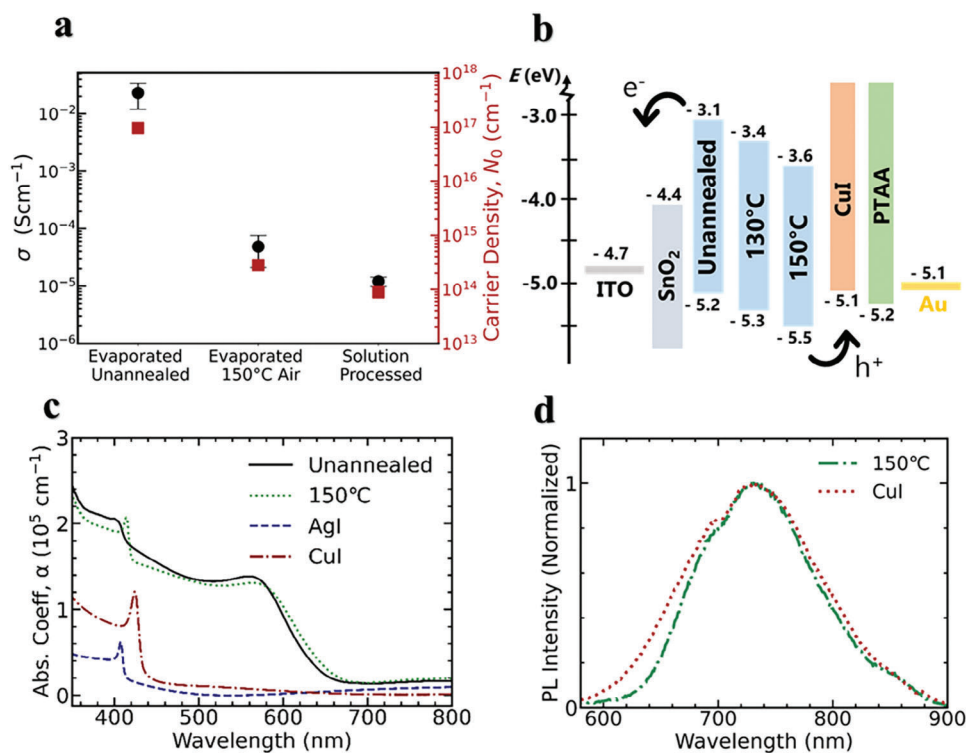 a
σ (Scm⁻¹)
10⁻²
10⁻³
10⁻⁴
10⁻⁵
10⁻⁶
10¹⁸
10¹⁷
10¹⁶
10¹⁵
10¹⁴
10¹³
Carrier Density, N₀ (cm⁻¹)
Evaporated
Unannealed
Evaporated
150°C Air
Solution
Processed
b
E (eV)
-3.0
-4.0
-5.0
e⁻
- 4.7
ITO
- 4.4
SnO₂
- 3.1
Unannealed
- 5.2
- 3.4
130°C
- 5.3
- 3.6
150°C
- 5.5
CuI
- 5.1
PTAA
- 5.2
- 5.1
Au
h⁺
c
Abs. Coeff, α (10⁵ cm⁻¹)
3
2
1
0
Unannealed
150℃
AgI
CuI
400
500
600
700
800
Wavelength (nm)
d
PL Intensity (Normalized)
1
0
150℃
CuI
600
700
800
900
Wavelength (nm)